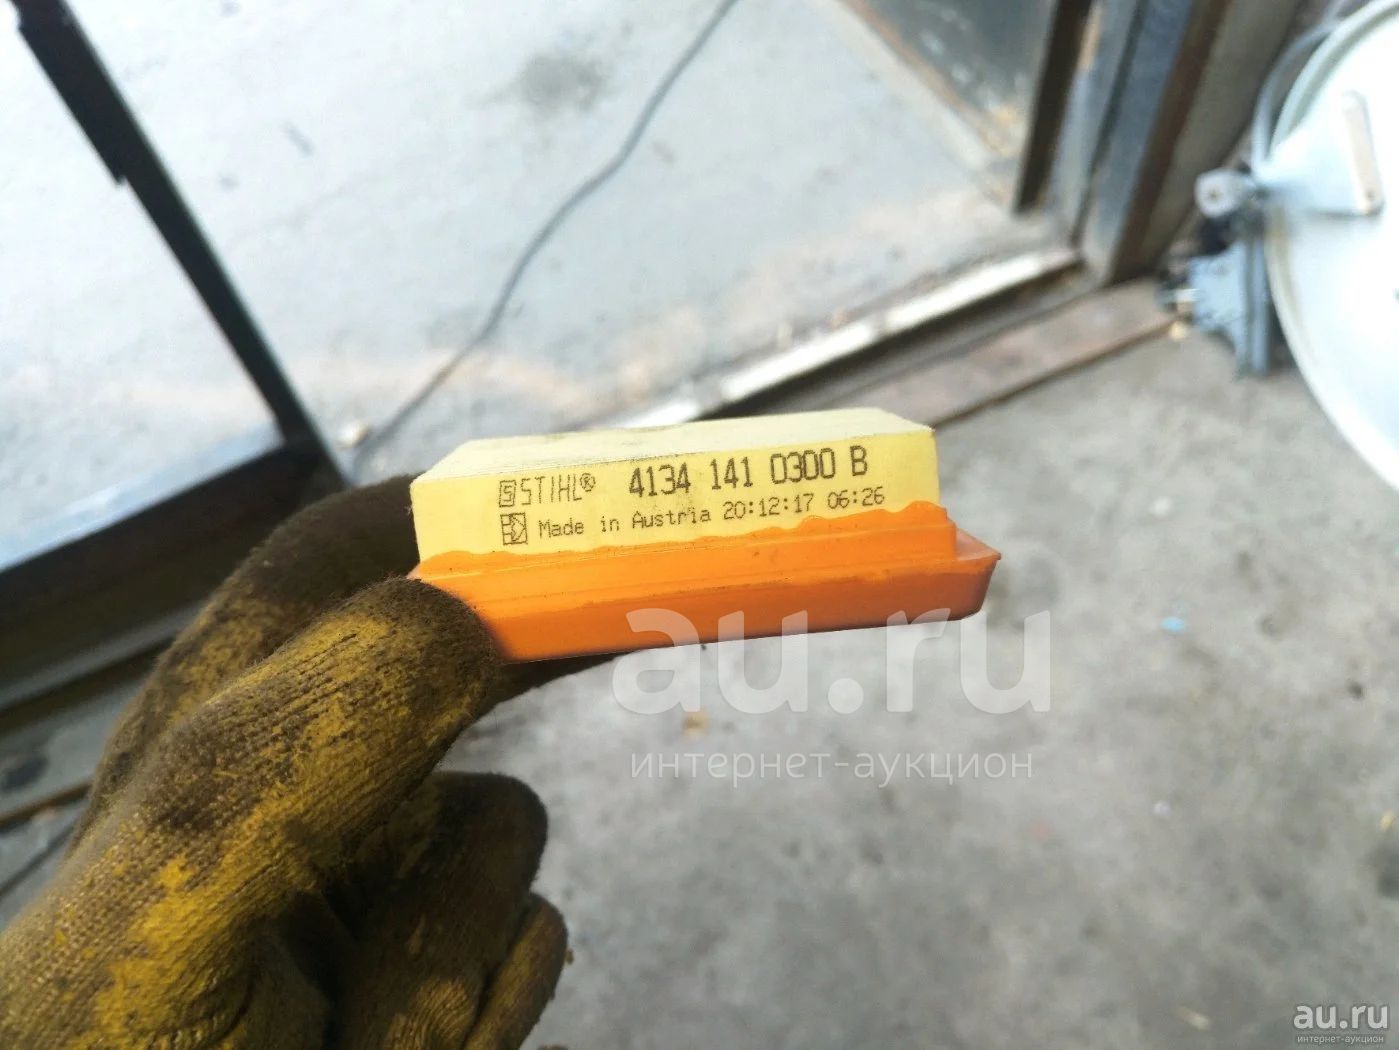 STIHL® 4134 141 0300 B
Made in Austria 20:12:17 06:26
au.ru
интернет-аукцион
au.ru
интернет-аукцион